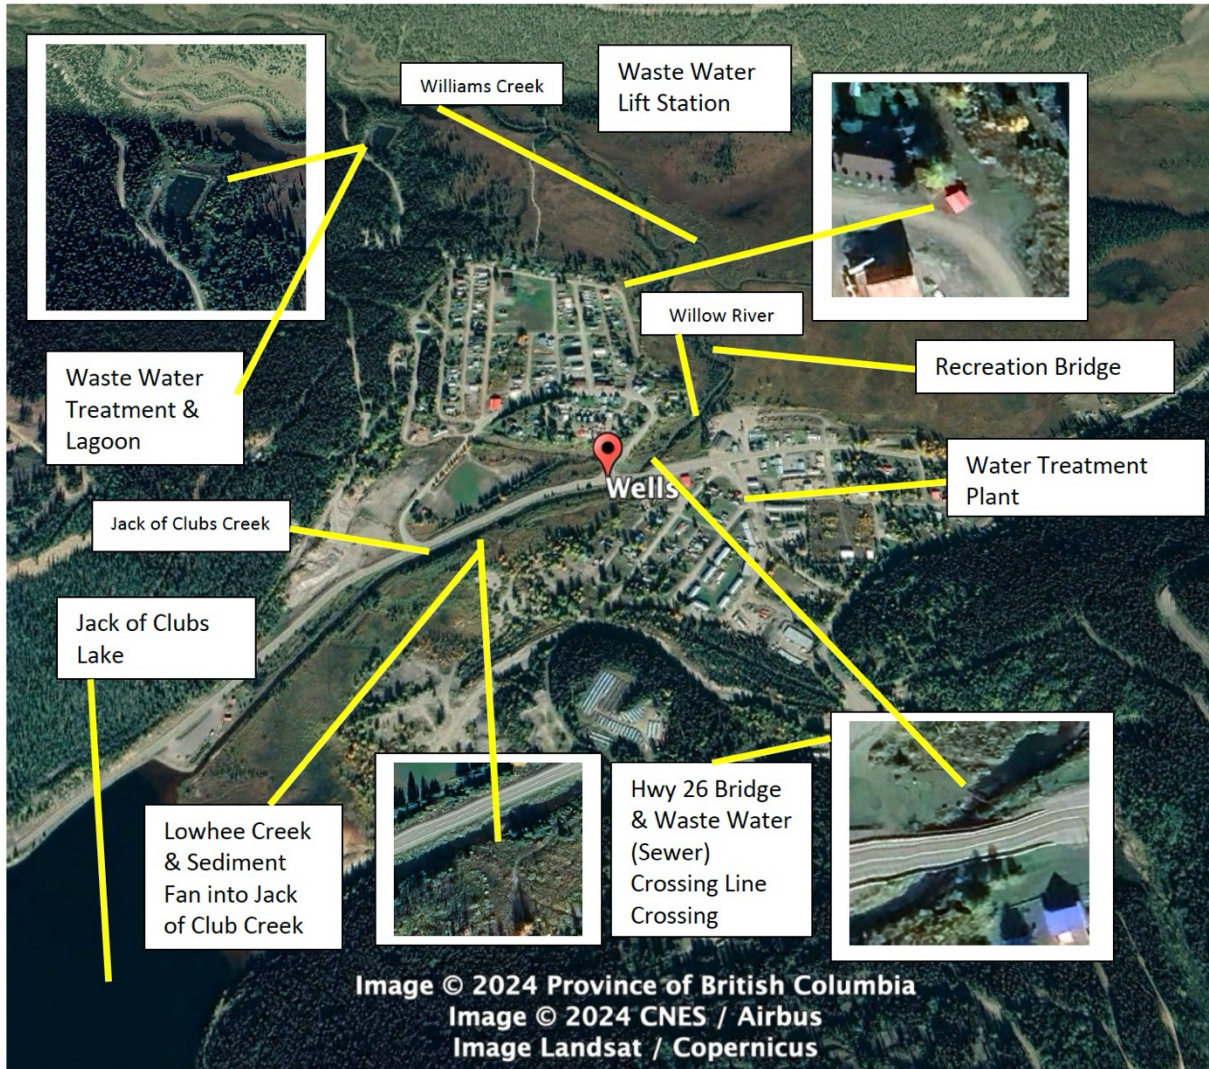 Williams Creek
Waste Water
Lift Station
Willow River
Recreation Bridge
Waste Water
Treatment &
Lagoon
Wells
Water Treatment
Plant
Jack of Clubs Creek
Jack of Clubs
Lake
Lowhee Creek
& Sediment
Fan into Jack
of Club Creek
Hwy 26 Bridge
& Waste Water
(Sewer)
Crossing Line
Crossing
Image © 2024 Province of British Columbia
Image © 2024 CNES / Airbus
Image Landsat / Copernicus